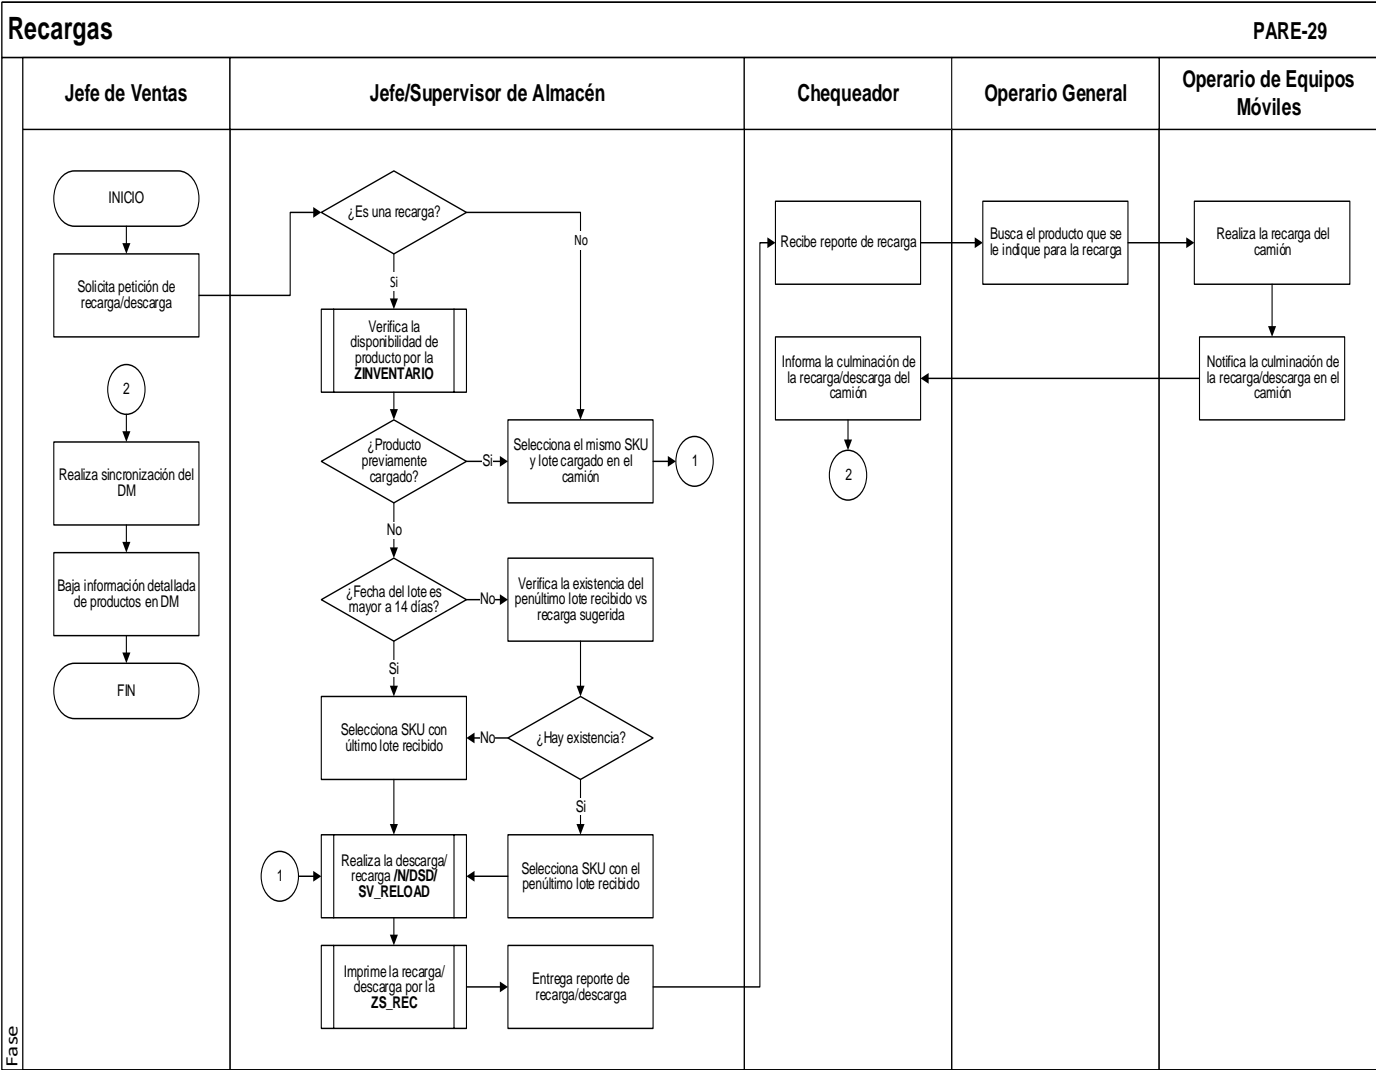 Recargas
PARE-29
Fase
Jefe de Ventas
Jefe/Supervisor de Almacén
Chequeador
Operario General
Operario de Equipos
Móviles
INICIO
Solicita petición de
recarga/descarga
2
Realiza sincronización del
DM
Baja información detallada
de productos en DM
FIN
¿Es una recarga?
No
Si
Verifica la
disponibilidad de
producto por la
ZINVENTARIO
¿Producto
previamente
cargado?
Si
Selecciona el mismo SKU
y lote cargado en el
camión
1
No
¿Fecha del lote es
mayor a 14 días?
No
Verifica la existencia del
penúltimo lote recibido vs
recarga sugerida
Si
Selecciona SKU con
último lote recibido
No
¿Hay existencia?
Si
1
Realiza la descarga/
recarga /N/DSD/
SV_RELOAD
Selecciona SKU con el
penúltimo lote recibido
Imprime la recarga/
descarga por la
ZS_REC
Entrega reporte de
recarga/descarga
Recibe reporte de recarga
Informa la culminación de
la recarga/descarga del
camión
2
Busca el producto que se
le indique para la recarga
Realiza la recarga del
camión
Notifica la culminación de
la recarga/descarga en el
camión